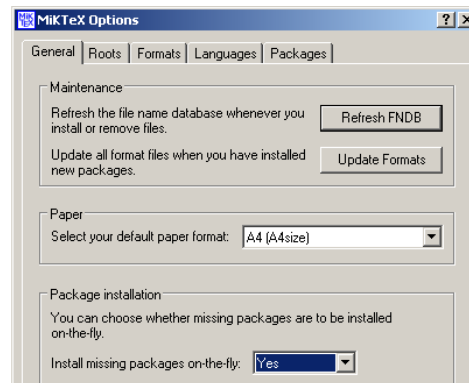 MiKTeX Options
General Roots Formats Languages Packages
Maintenance
Refresh the file name database whenever you
install or remove files.
Refresh FNDB
Update all format files when you have installed
new packages.
Update Formats
Paper
Select your default paper format: A4 (A4size)
Package installation
You can choose whether missing packages are to be installed
on-the-fly.
Install missing packages on-the-fly: Yes